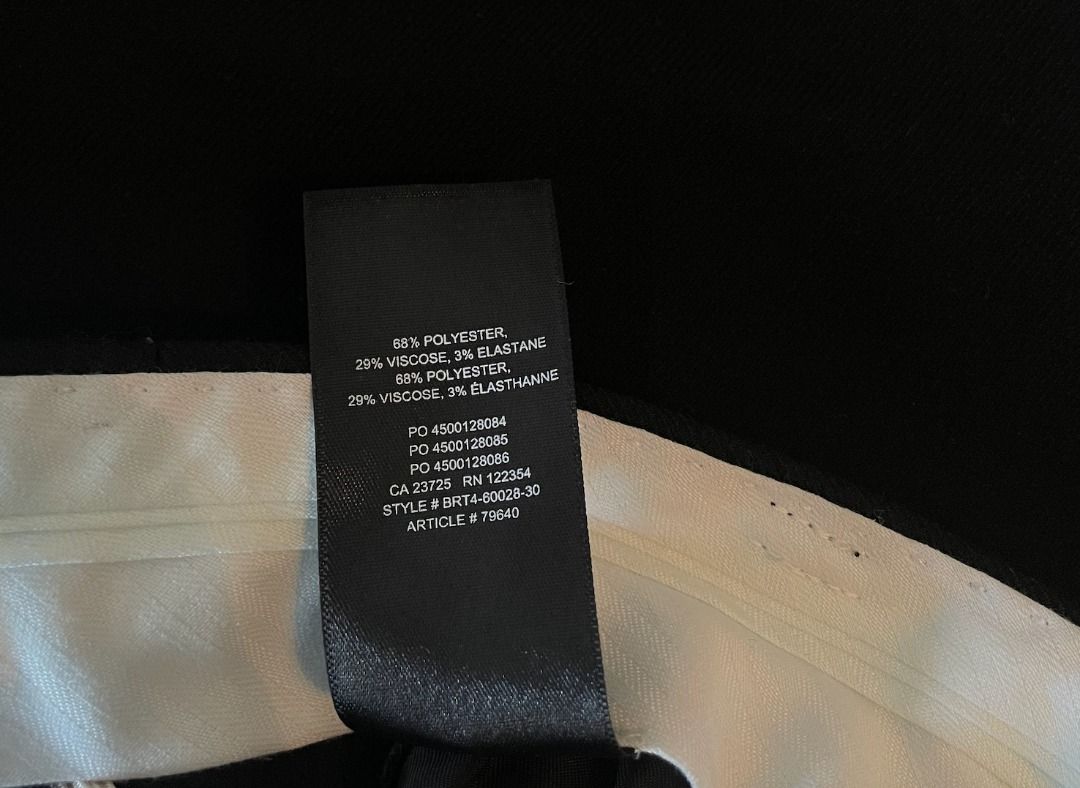 68% POLYESTER,
29% VISCOSE, 3% ELASTANE
68% POLYESTER,
29% VISCOSE, 3% ÉLASTHANNE
PO 4500128084
PO 4500128085
PO 4500128086
CA 23725 RN 122354
STYLE # BRT4-60028-30
ARTICLE # 79640